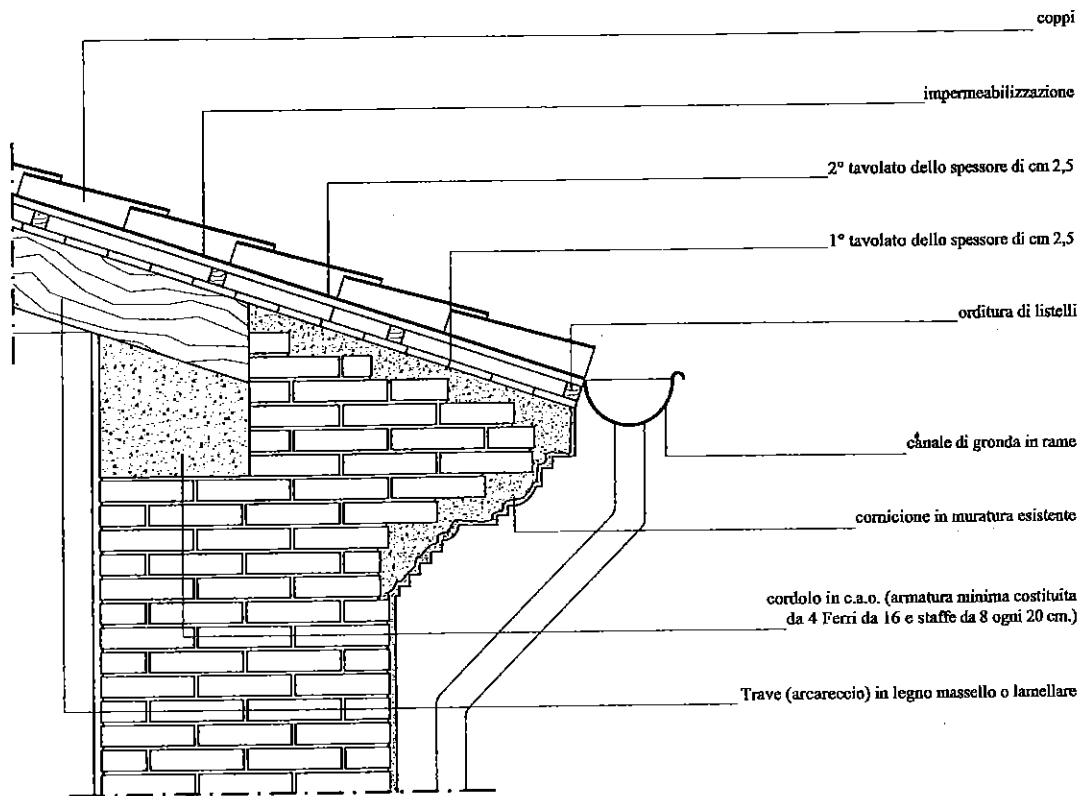 coppi
impermeabilizzazione
2° tavolato dello spessore di cm 2,5
1° tavolato dello spessore di cm 2,5
orditura di listelli
canale di gronda in rame
cornicione in muratura esistente
cordolo in c.a.o. (armatura minima costituita
da 4 Ferri da 16 e staffe da 8 ogni 20 cm.)
Trave (arcareccio) in legno massello o lamellare